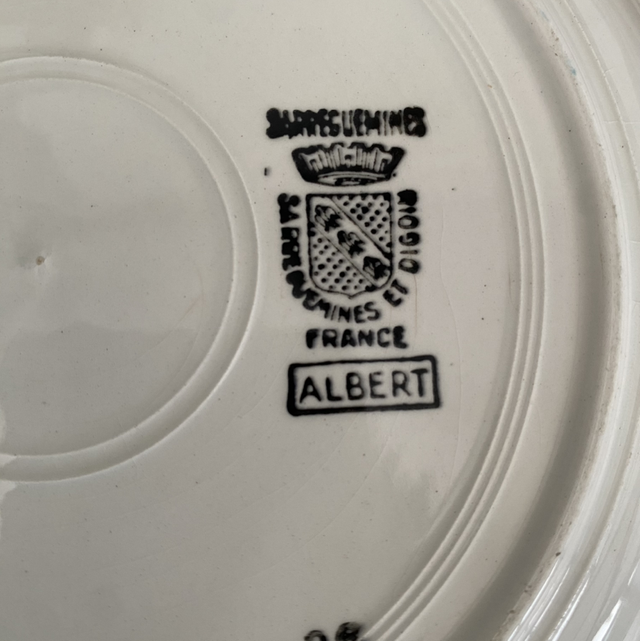 SARREGUEMINES
SARREGUEMINES ET DIGOIN
FRANCE
ALBERT